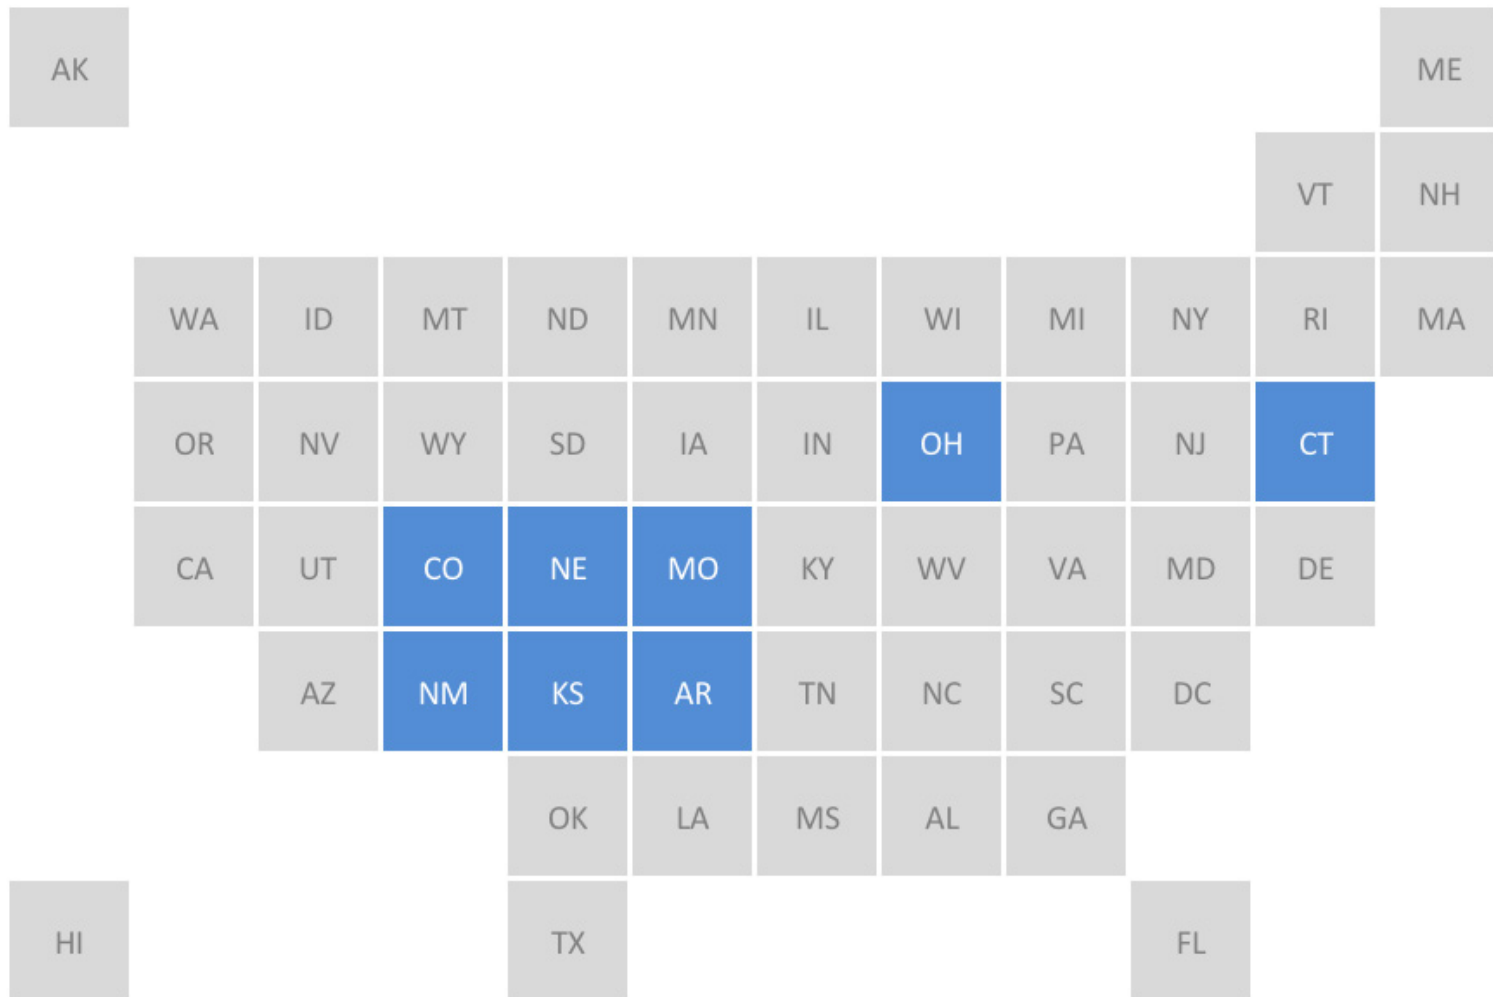 AK ME
VT NH
WA ID MT ND MN IL WI MI NY RI MA
OR NV WY SD IA IN OH PA NJ CT
CA UT CO NE MO KY WV VA MD DE
AZ NM KS AR TN NC SC DC
OK LA MS AL GA
HI TX FL